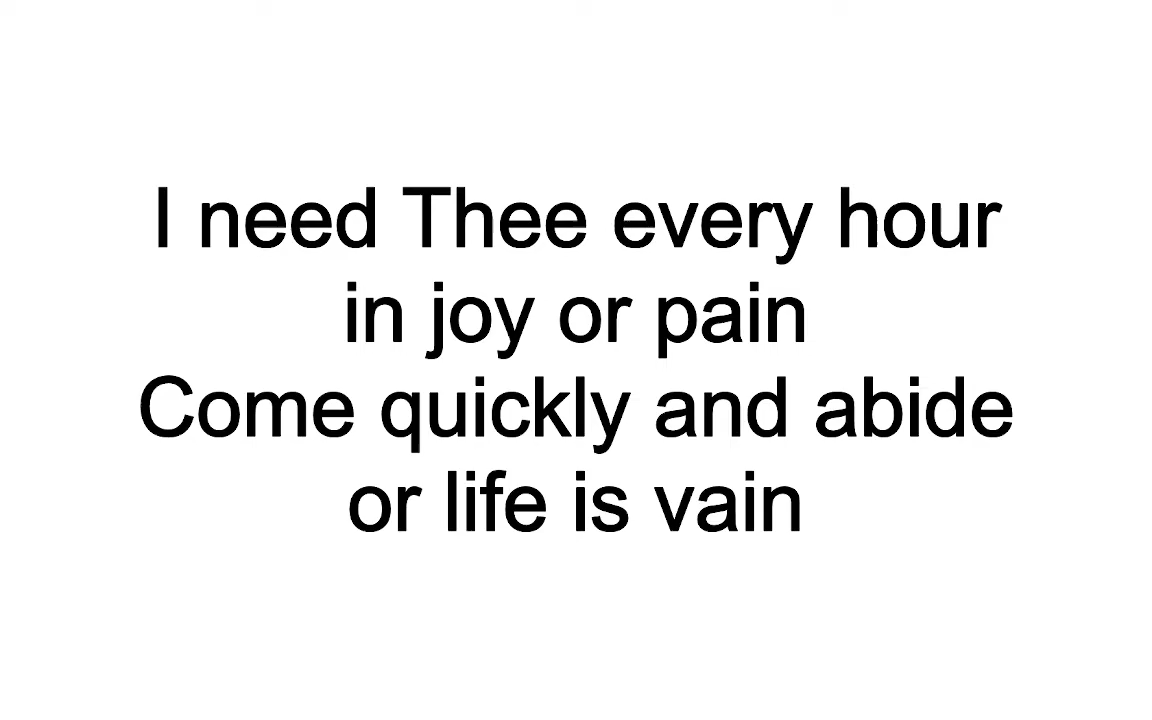 I need Thee every hour
in joy or pain
Come quickly and abide
or life is vain